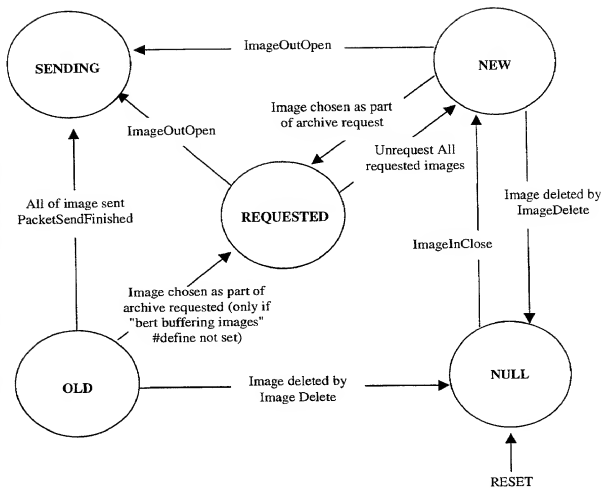 ImageOutOpen
SENDING
NEW
Image chosen as part
of archive request
ImageOutOpen
Unrequest All
requested images
All of image sent
PacketSendFinished
REQUESTED
Image deleted by
ImageDelete
ImageInClose
Image chosen as part of
archive requested (only if
"bert buffering images"
#define not set)
OLD
Image deleted by
Image Delete
NULL
RESET